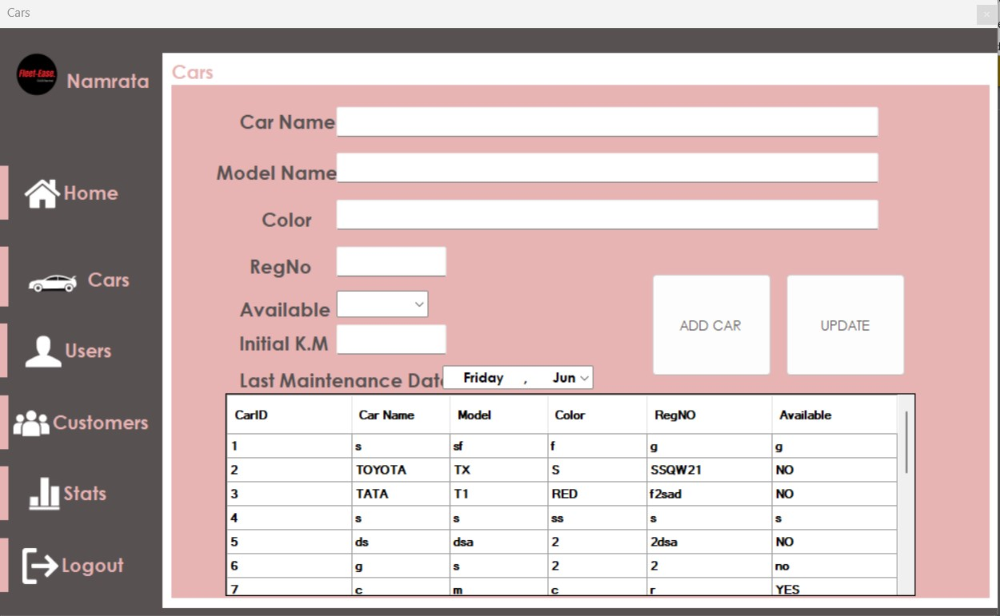 Cars
Fleet-Ease.
Namrata
Home
Cars
Users
Customers
Stats
Logout
Cars
Car Name
Model Name
Color
RegNo
Available
Initial K.M
Last Maintenance Date
Friday , Jun
ADD CAR UPDATE
CarID Car Name Model Color RegNO Available
1 s sf f g g
2 TOYOTA TX S SSQW21 NO
3 TATA T1 RED f2sad NO
4 s s ss s s
5 ds dsa 2 2dsa NO
6 g s 2 2 no
7 c m c r YES